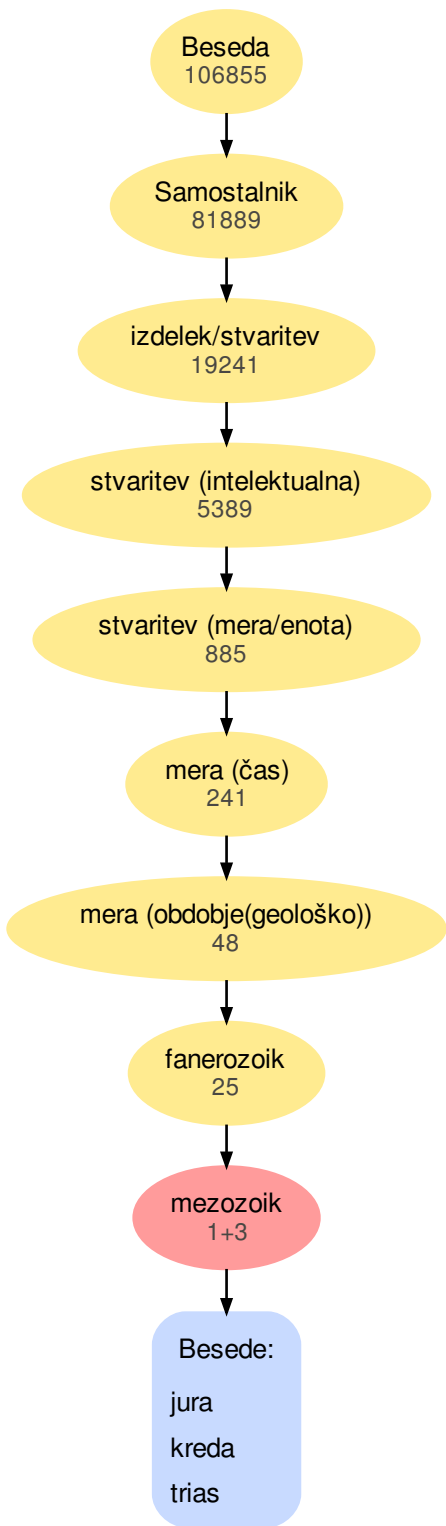 Beseda
106855
Samostalnik
81889
izdelek/stvaritev
19241
stvaritev (intelektualna)
5389
stvaritev (mera/enota)
885
mera (čas)
241
mera (obdobje(geološko))
48
fanerozoik
25
mezozoik
1+3
Besede:
jura
kreda
trias